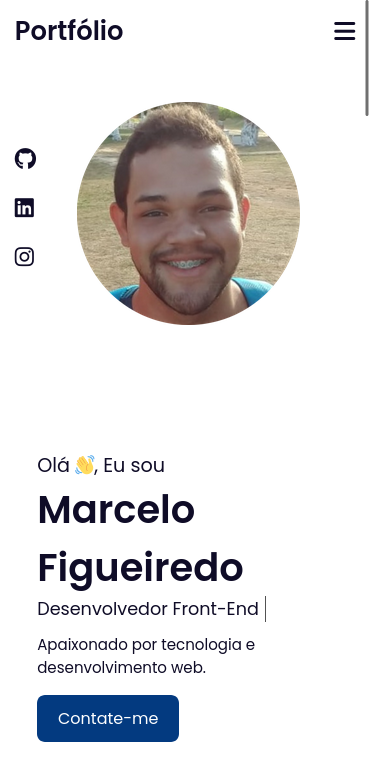 Portfólio
Olá 👋, Eu sou
Marcelo
Figueiredo
Desenvolvedor Front-End
Apaixonado por tecnologia e
desenvolvimento web.
Contate-me